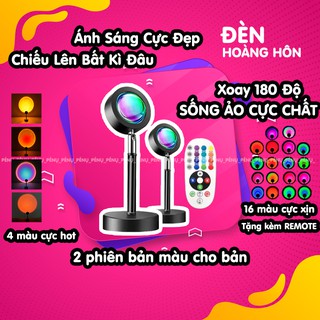 Ánh Sáng Cực Đẹp
Chiếu Lên Bất Kì Đâu
ĐÈN
HOÀNG HÔN
Xoay 180 Độ
SỐNG ẢO CỰC CHẤT
4 màu cực hot
16 màu cực xịn
Tặng kèm REMOTE
2 phiên bản màu cho bản